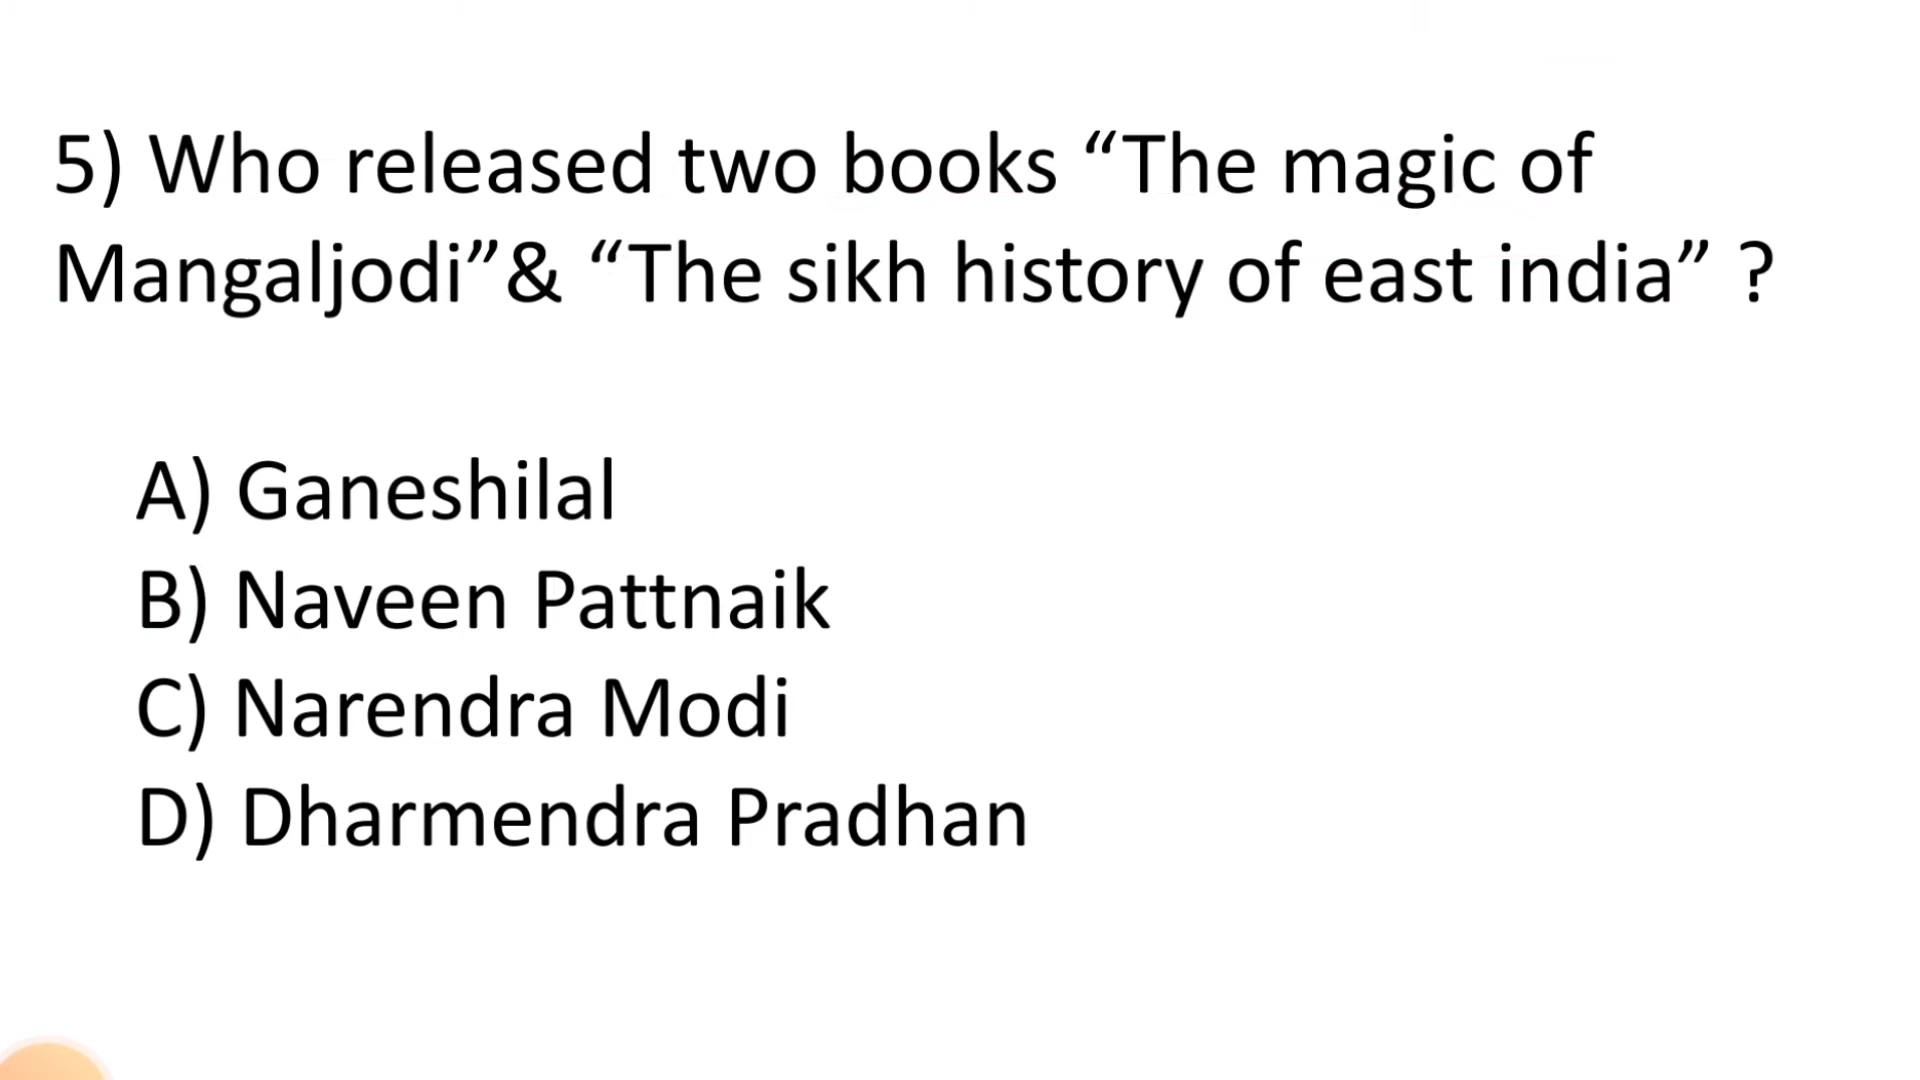 5) Who released two books “The magic of
Mangaljodi”& “The sikh history of east india” ?
A) Ganeshilal
B) Naveen Pattnaik
C) Narendra Modi
D) Dharmendra Pradhan